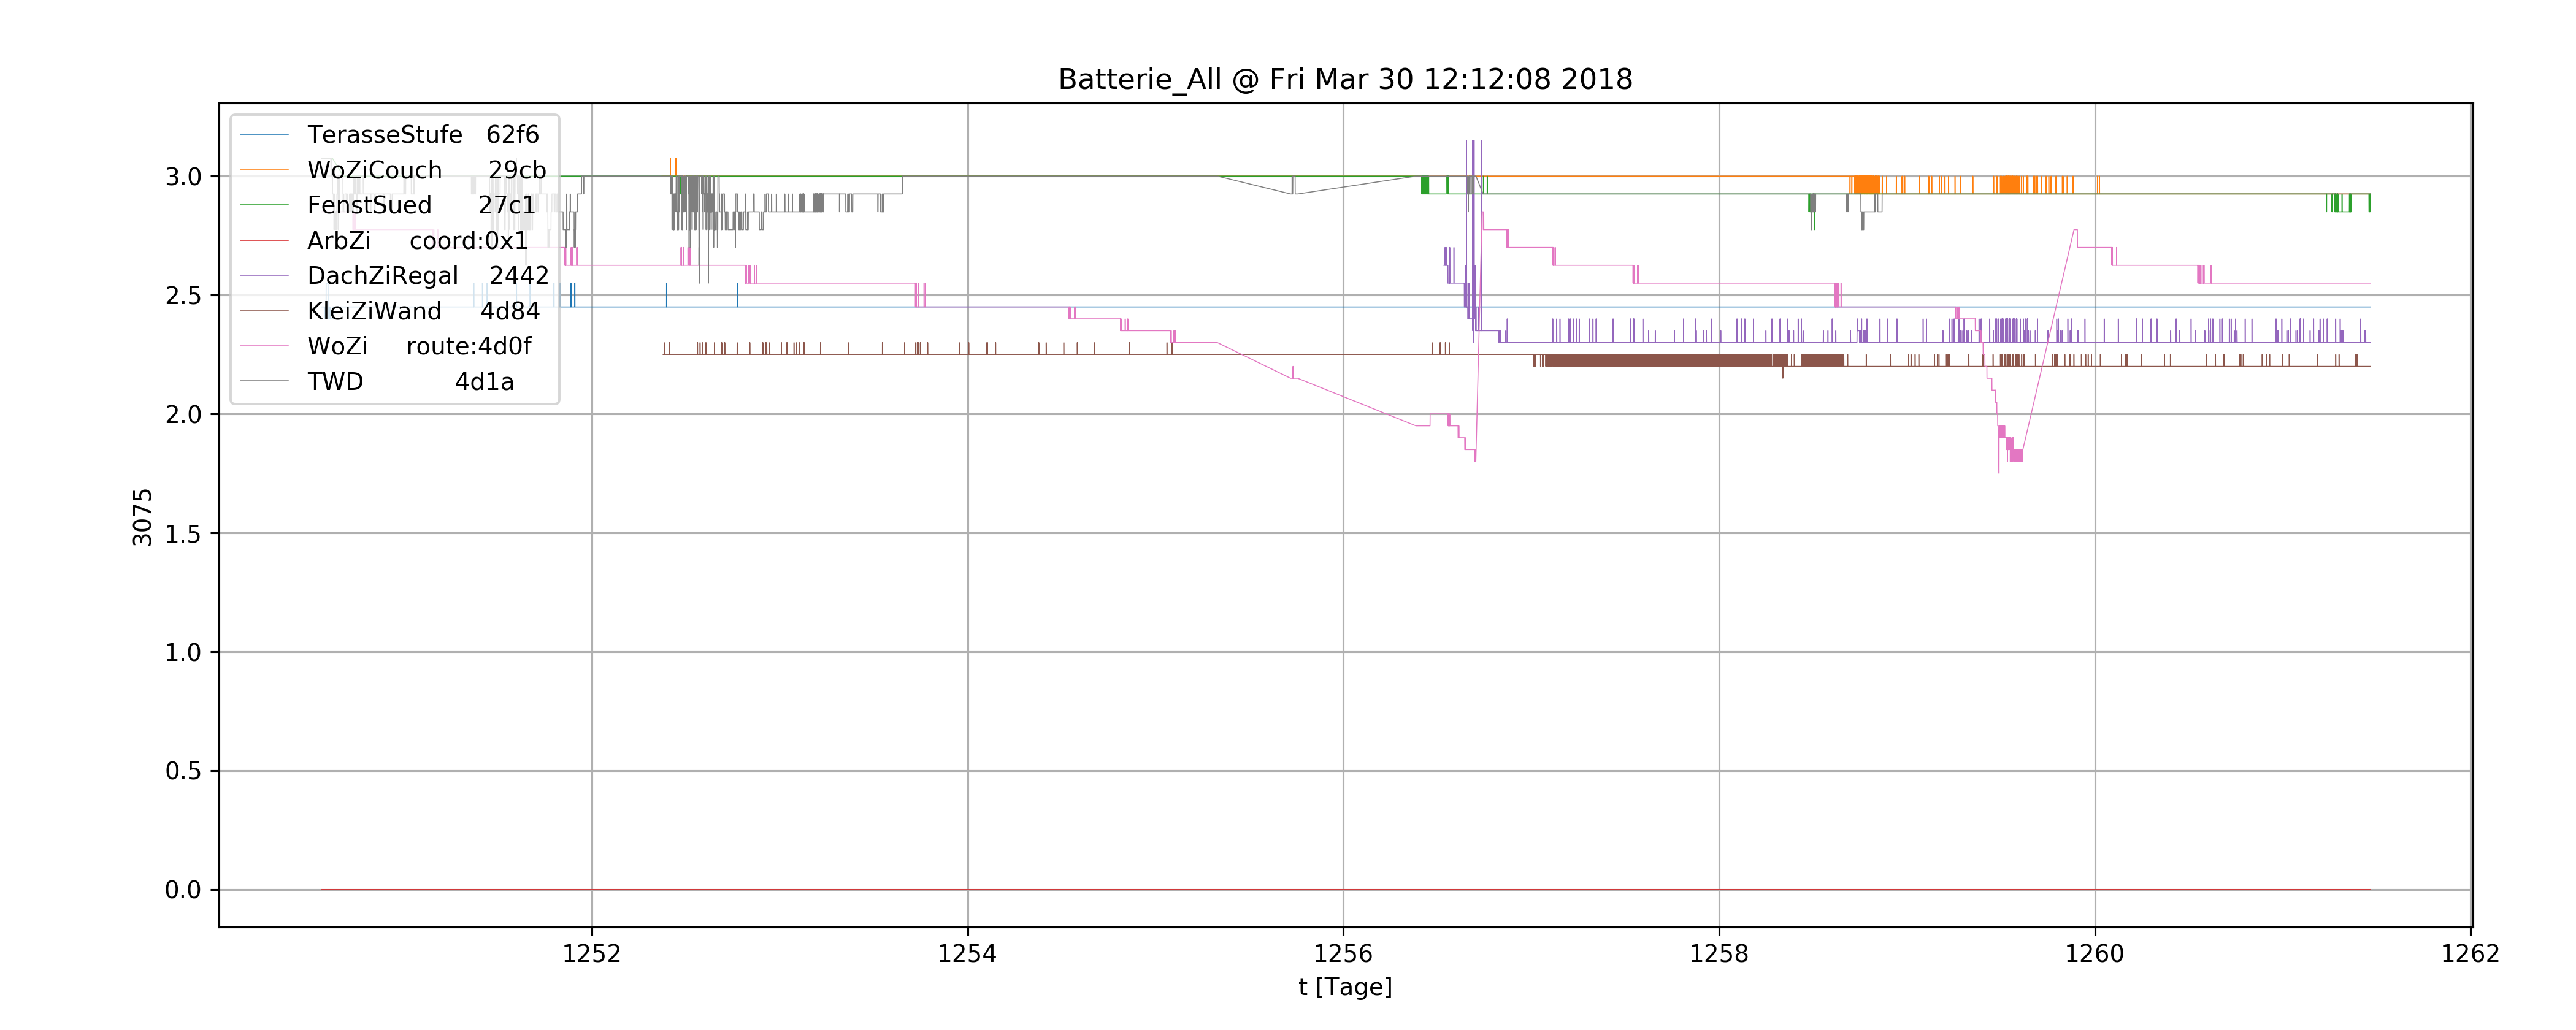 Batterie_All @ Fri Mar 30 12:12:08 2018
TerasseStufe 62f6
WoZiCouch 29cb
FenstSued 27c1
ArbZi coord:0x1
DachZiRegal 2442
KleiZiWand 4d84
WoZi route:4d0f
TWD 4d1a
3.0
2.5
2.0
1.5
1.0
0.5
0.0
3075
1252 1254 1256 1258 1260 1262
t [Tage]